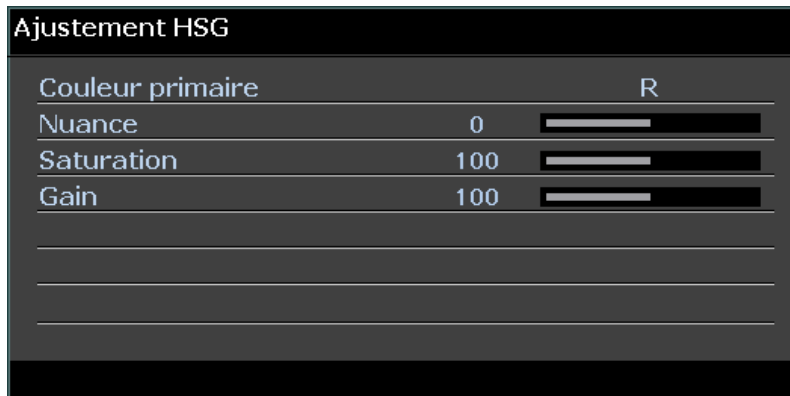 Ajustement HSG
Couleur primaire R
Nuance 0
Saturation 100
Gain 100